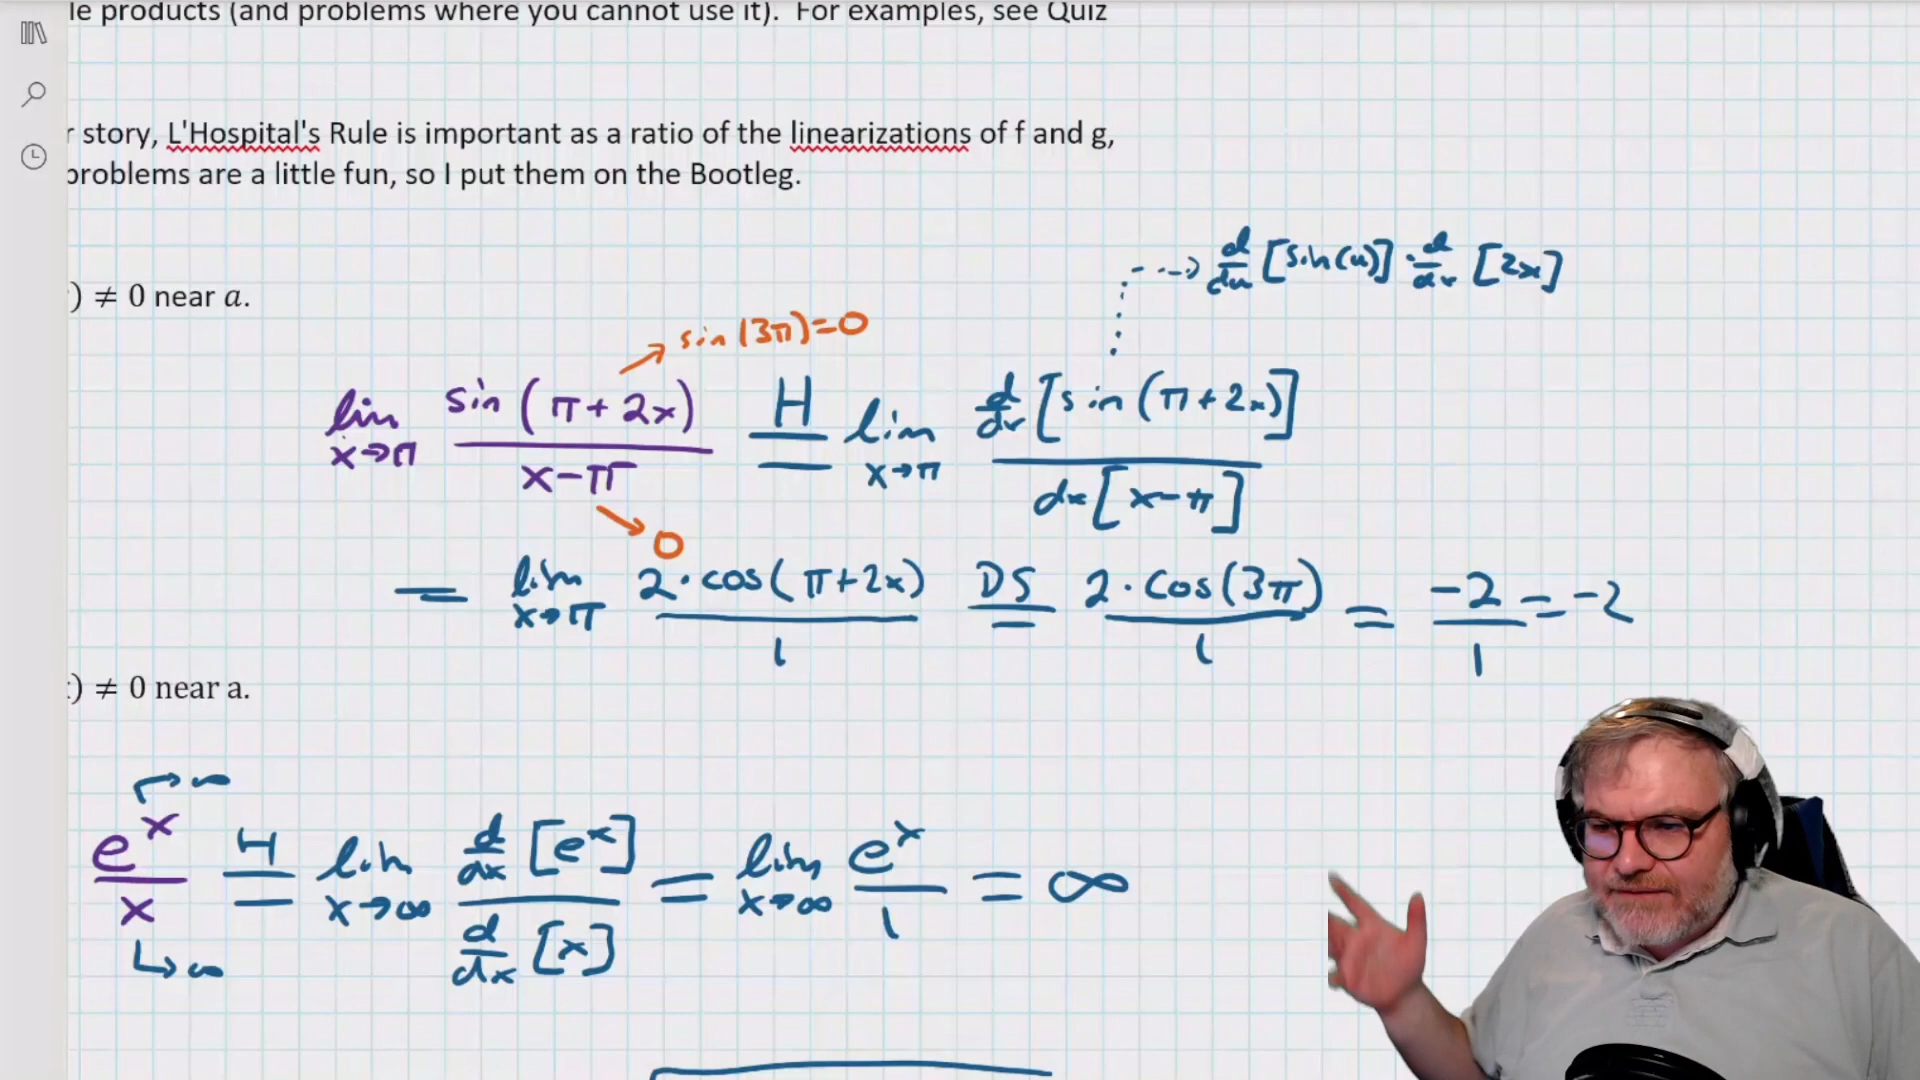 le products (and problems where you cannot use it). For examples, see Quiz
r story, L'Hospital's Rule is important as a ratio of the linearizations of f and g,
problems are a little fun, so I put them on the Bootleg.
d/du [sin(u)] · d/dx [2x]
) ≠ 0 near a.
sin(3π)=0
lim x→π sin(π+2x) / x-π H= lim x→π d/dx [sin(π+2x)] / dx[x-π]
0
= lim x→π 2·cos(π+2x) / 1 DS= 2·cos(3π) / 1 = -2 / 1 = -2
) ≠ 0 near a.
→∞
e^x / x H= lim x→∞ d/dx [e^x] / d/dx [x] = lim x→∞ e^x / 1 = ∞
→∞